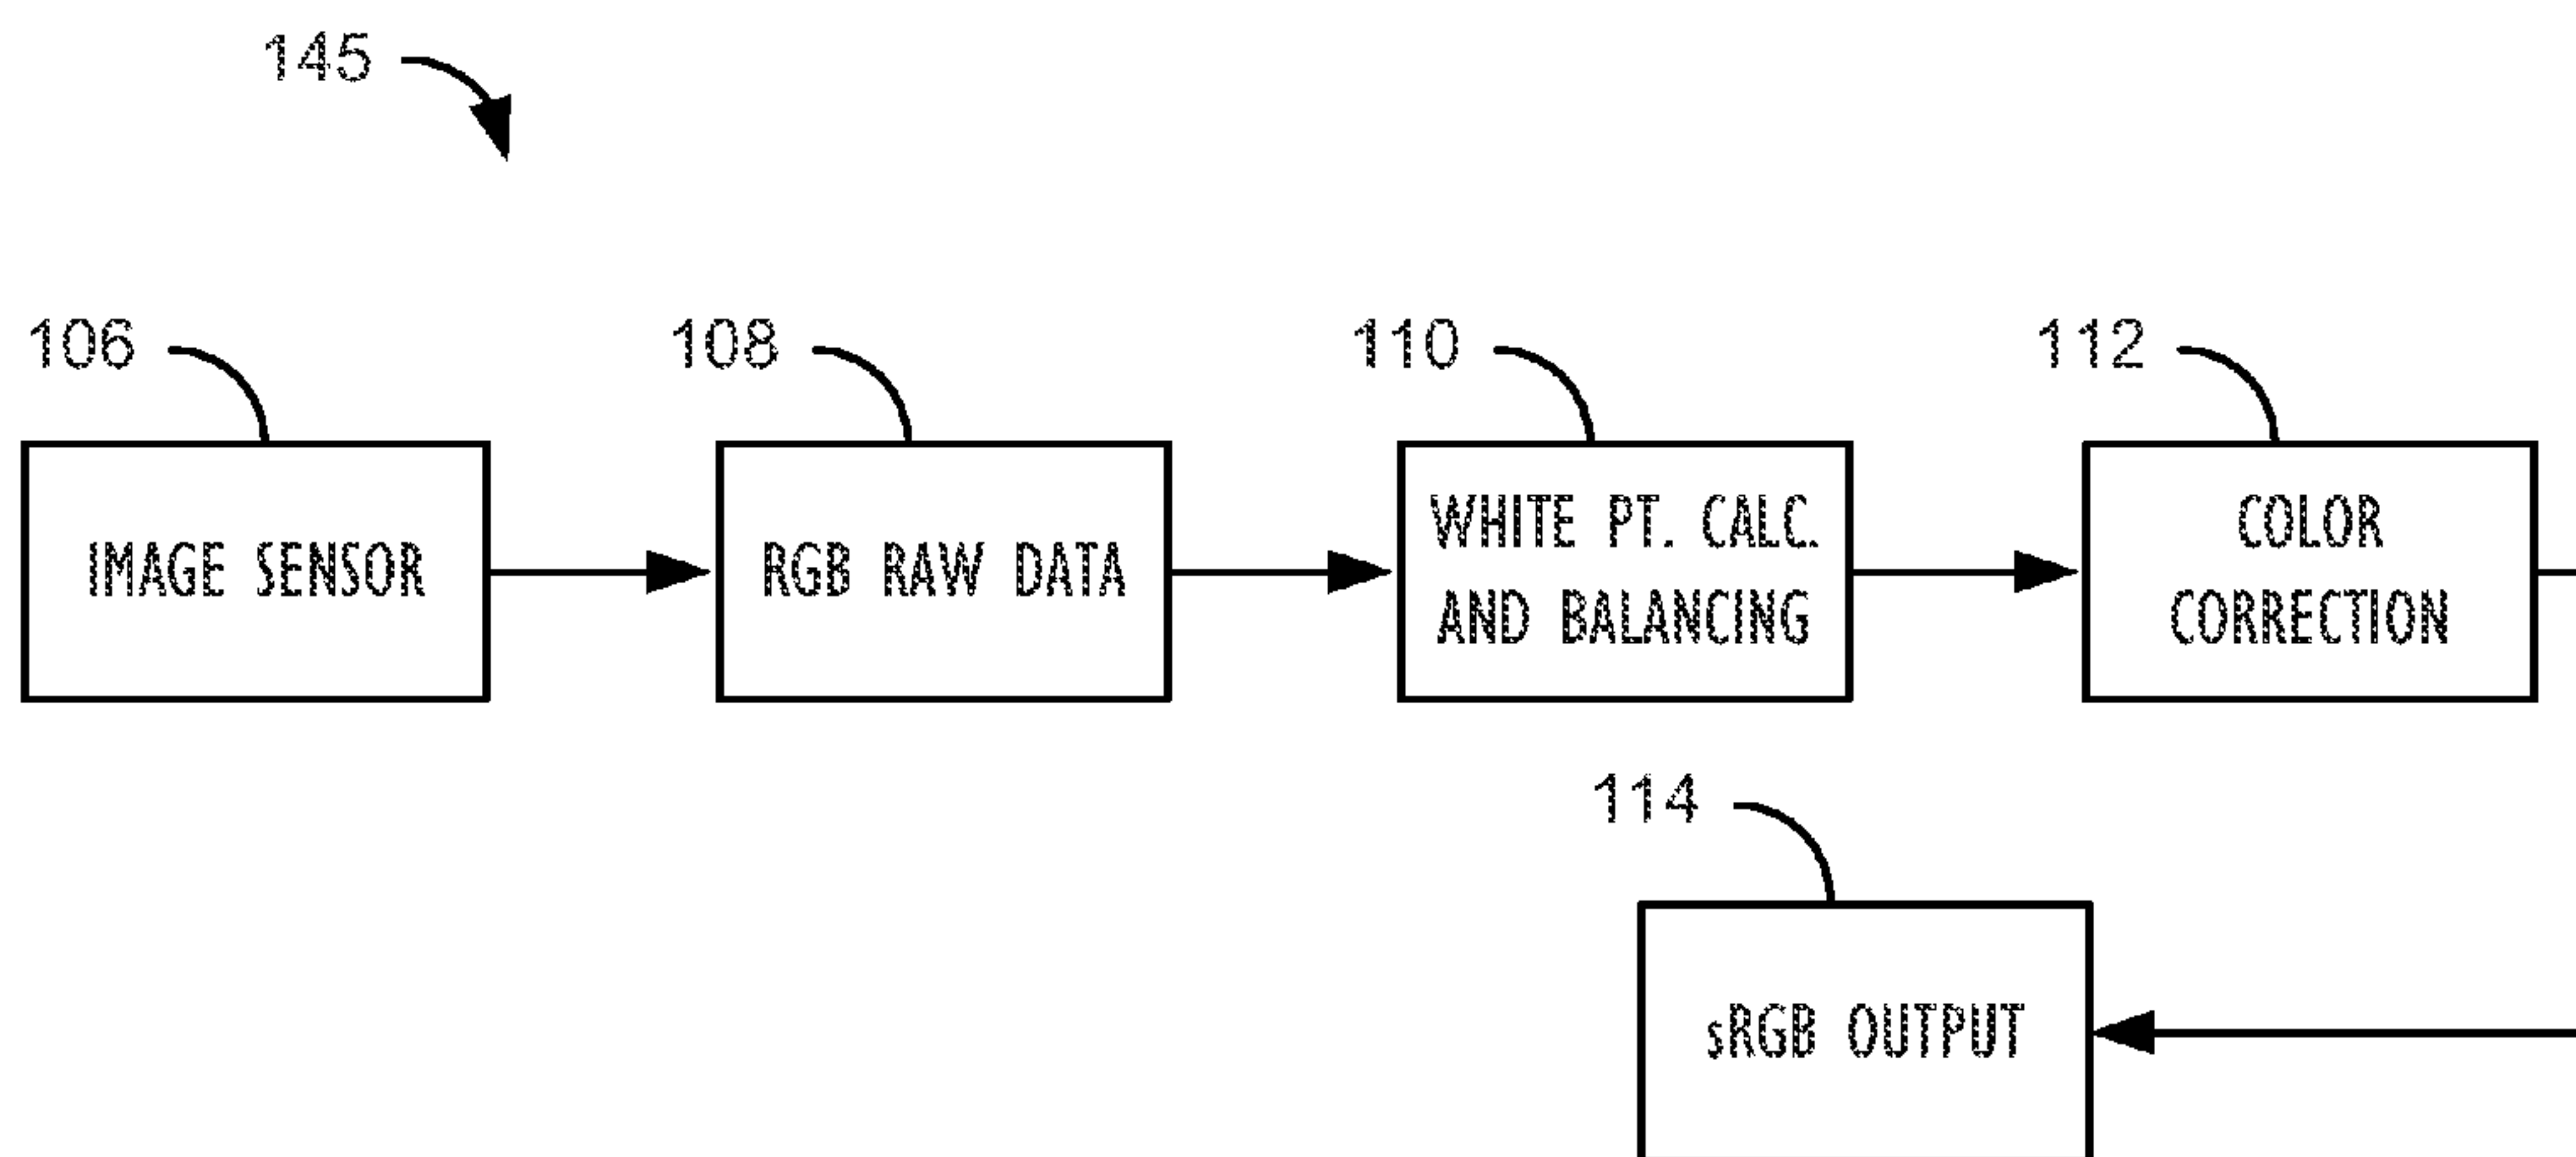 145
106
108
110
112
IMAGE SENSOR
RGB RAW DATA
WHITE PT. CALC.
AND BALANCING
COLOR
CORRECTION
114
sRGB OUTPUT